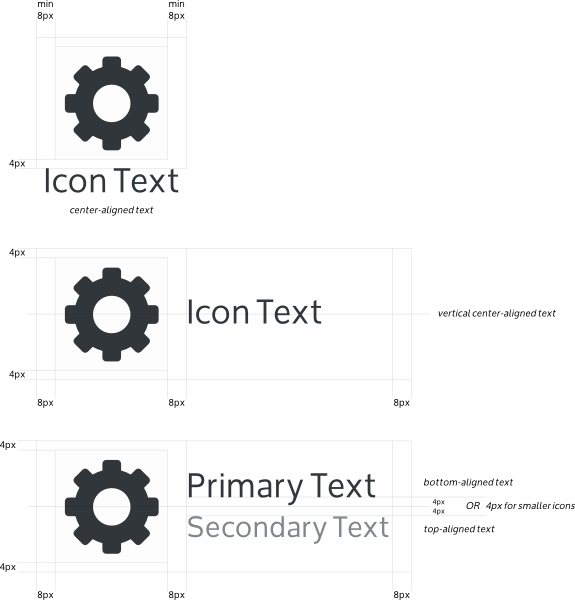 min min
8px 8px
4px
Icon Text
center-aligned text
4px
Icon Text
vertical center-aligned text
4px
8px 8px 8px
4px
Primary Text
bottom-aligned text
4px
OR 4px for smaller icons
4px
Secondary Text
top-aligned text
4px
8px 8px 8px